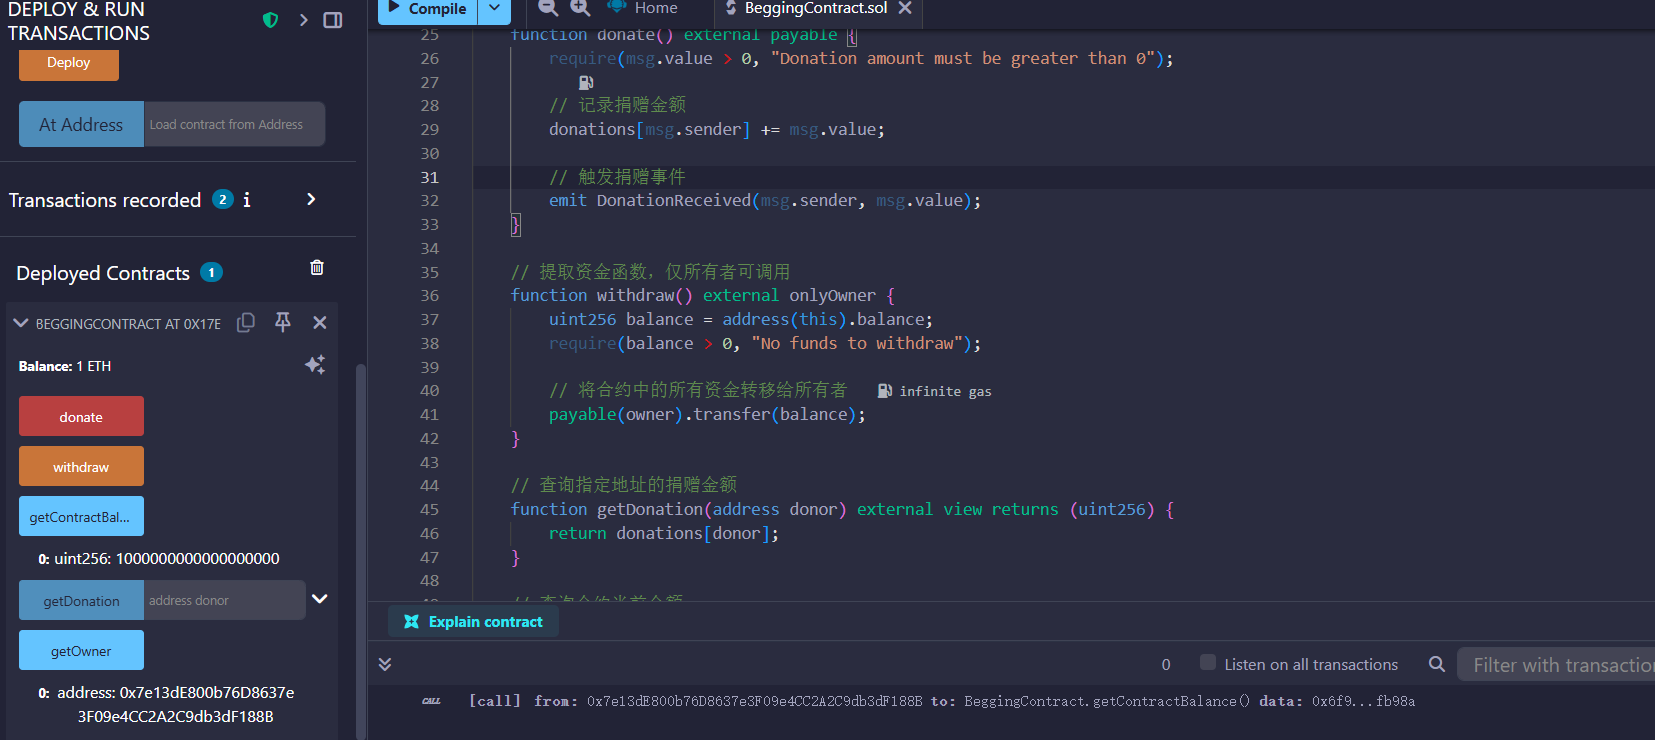 DEPLOY & RUN
TRANSACTIONS
Deploy
At Address Load contract from Address
Transactions recorded 2 i
Deployed Contracts 1
BEGGINGCONTRACT AT 0X17E
Balance: 1 ETH
donate
withdraw
getContractBal...
0: uint256: 1000000000000000000
getDonation address donor
getOwner
0: address: 0x7e13dE800b76D8637e
3F09e4CC2A2C9db3dF188B
Compile Home BeggingContract.sol
25 function donate() external payable {
26 require(msg.value > 0, "Donation amount must be greater than 0");
27
28 // 记录捐赠金额
29 donations[msg.sender] += msg.value;
30
31 // 触发捐赠事件
32 emit DonationReceived(msg.sender, msg.value);
33 }
34
35 // 提取资金函数，仅所有者可调用
36 function withdraw() external onlyOwner {
37 uint256 balance = address(this).balance;
38 require(balance > 0, "No funds to withdraw");
39
40 // 将合约中的所有资金转移给所有者 infinite gas
41 payable(owner).transfer(balance);
42 }
43
44 // 查询指定地址的捐赠金额
45 function getDonation(address donor) external view returns (uint256) {
46 return donations[donor];
47 }
48
Explain contract
0 Listen on all transactions Filter with transactio
CALL [call] from: 0x7e13dE800b76D8637e3F09e4CC2A2C9db3dF188B to: BeggingContract.getContractBalance() data: 0x6f9...fb98a